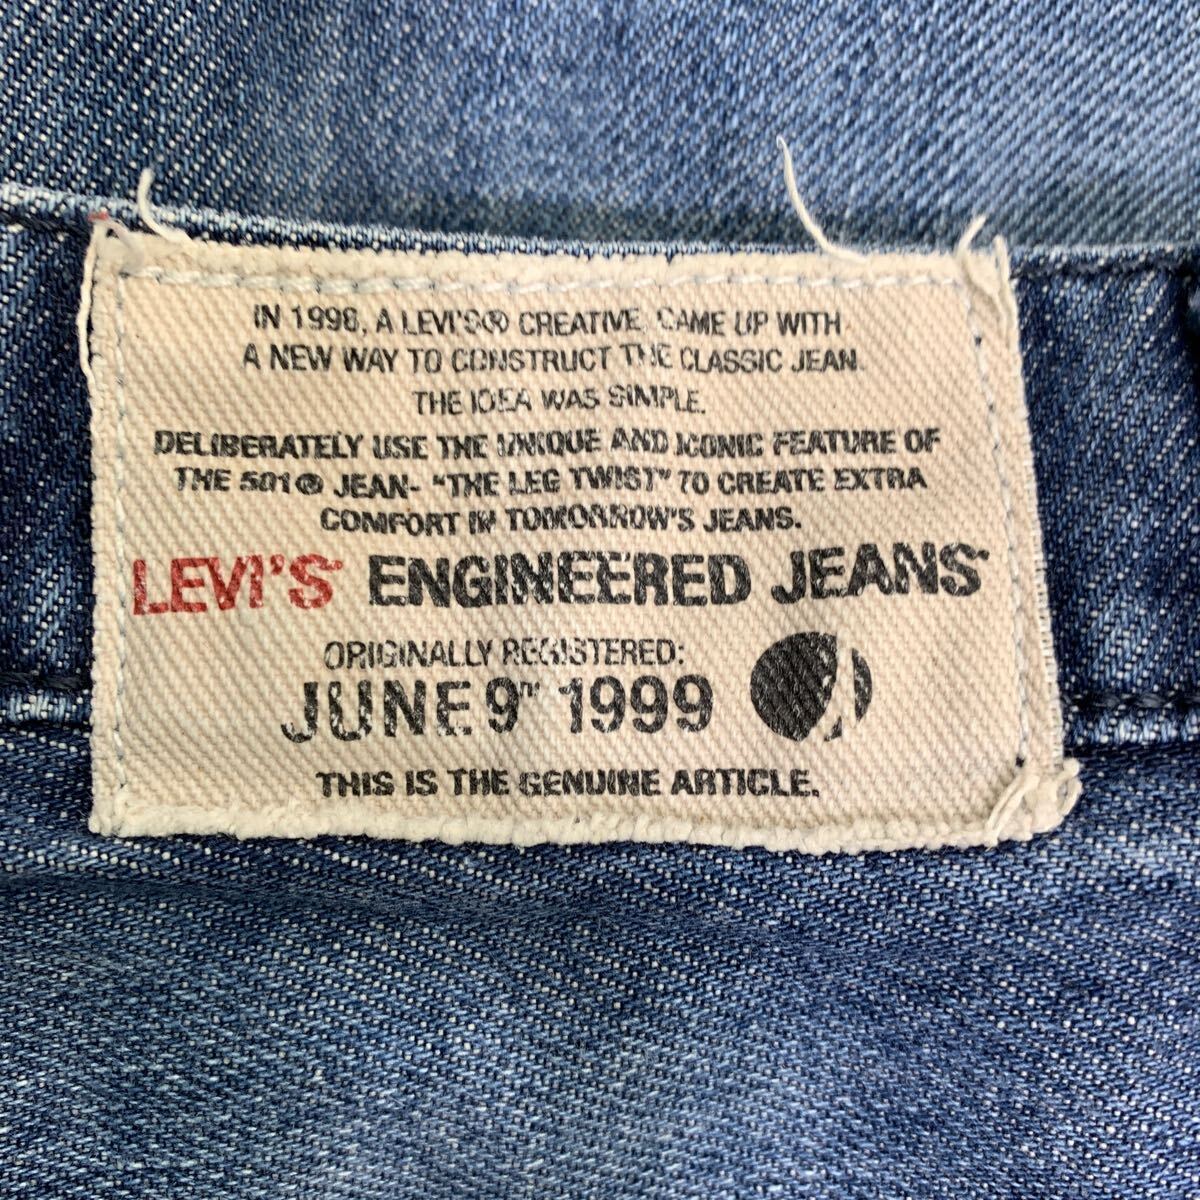 IN 1998, A LEVI'S® CREATIVE, CAME UP WITH
A NEW WAY TO CONSTRUCT THE CLASSIC JEAN.
THE IDEA WAS SIMPLE.
DELIBERATELY USE THE UNIQUE AND ICONIC FEATURE OF
THE 501® JEAN- "THE LEG TWIST" TO CREATE EXTRA
COMFORT IN TOMORROW'S JEANS.
LEVI'S® ENGINEERED JEANS™
ORIGINALLY REGISTERED:
JUNE 9TH 1999
THIS IS THE GENUINE ARTICLE.